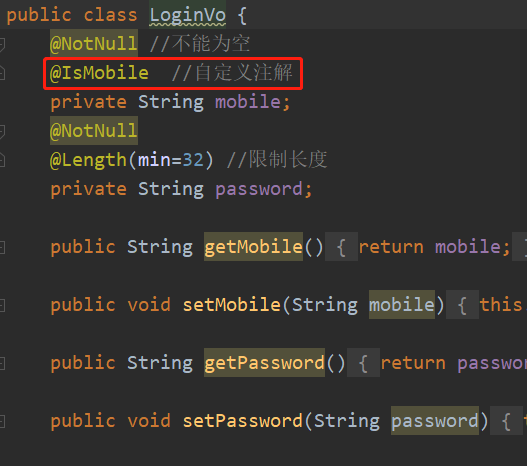 public class LoginVo {
@NotNull //不能为空
@IsMobile  //自定义注解
private String mobile;
@NotNull
@Length(min=32) //限制长度
private String password;
public String getMobile() { return mobile;
public void setMobile(String mobile) { this
public String getPassword() { return passwo
public void setPassword(String password) {